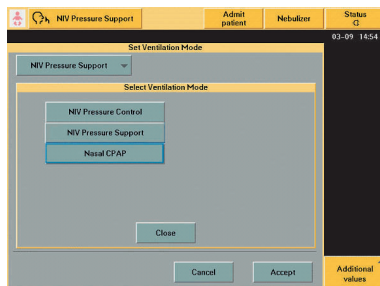 NIV Pressure Support
Admit
patient
Nebulizer
Status
03-09 14:54
Set Ventilation Mode
NIV Pressure Support
Select Ventilation Mode
NIV Pressure Control
NIV Pressure Support
Nasal CPAP
Close
Cancel
Accept
Additional
values